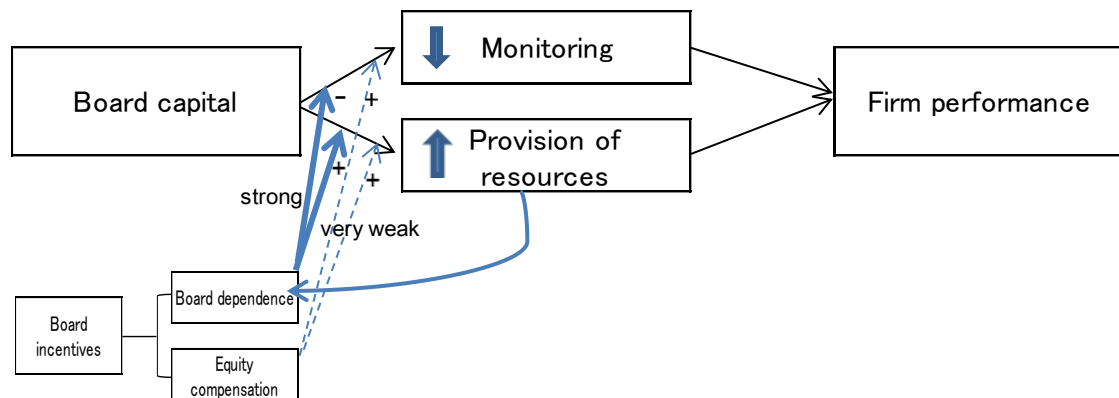 Board capital
Monitoring
Provision of
resources
Firm performance
-
+
+
+
strong
very weak
Board dependence
Board
incentives
Equity
compensation